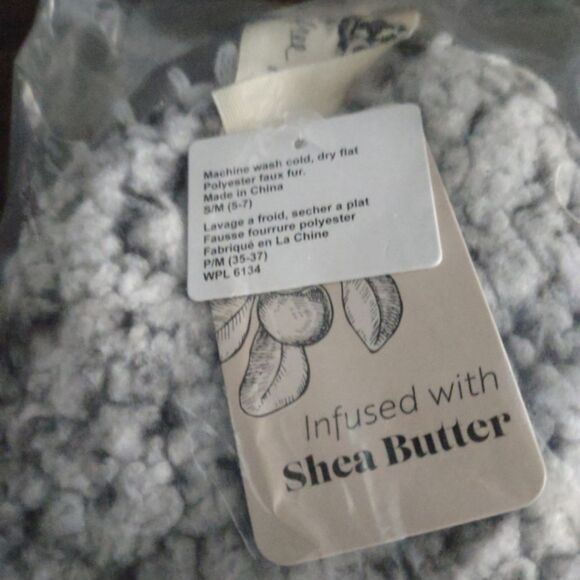 Machine wash cold, dry flat
Polyester faux fur.
Made in China
S/M (5-7)
Lavage a froid, secher a plat
Fausse fourrure polyester
Fabriqué en La Chine
P/M (35-37)
WPL 6134
Infused with
Shea Butter